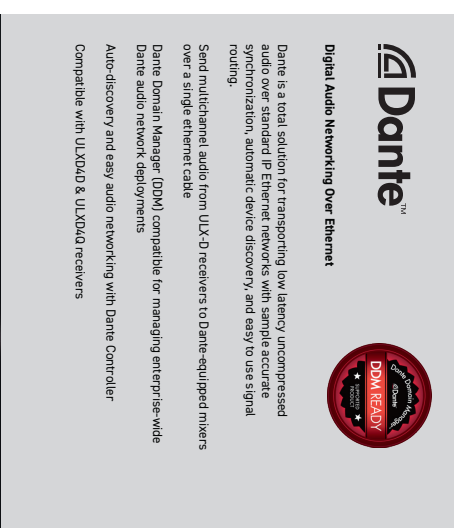 Dante™
Digital Audio Networking Over Ethernet
Dante is a total solution for transporting low latency uncompressed
audio over standard IP Ethernet networks with sample accurate
synchronization, automatic device discovery, and easy to use signal
routing.
Send multichannel audio from ULX-D receivers to Dante-equipped mixers
over a single ethernet cable
Dante Domain Manager (DDM) compatible for managing enterprise-wide
Dante audio network deployments
Auto-discovery and easy audio networking with Dante Controller
Compatible with ULXD4D & ULXD4Q receivers
Dante Domain Manager™
Dante
DDM READY
SUPPORTED
PRODUCT